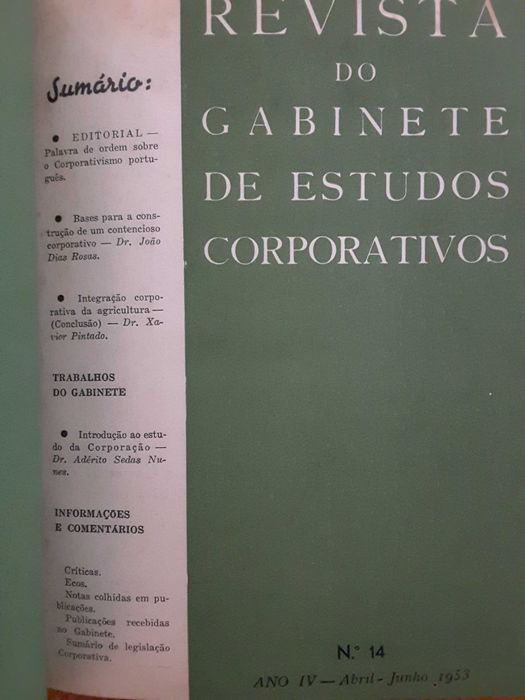 Sumário:
● EDITORIAL —
Palavra de ordem sobre
o Corporativismo portu-
guês.
● Bases para a cons-
trução de um contencioso
corporativo — Dr. João
Dias Rosas.
● Integração corpo-
rativa da agricultura —
(Conclusão) — Dr. Xa-
vier Pintado.
TRABALHOS
DO GABINETE
● Introdução ao estu-
do da Corporação —
Dr. Adérito Sedas Nu-
nes.
INFORMAÇÕES
E COMENTÁRIOS
Críticas.
Ecos.
Notas colhidas em pu-
blicações.
Publicações recebidas
no Gabinete.
Sumário de legislação
Corporativa.
REVISTA
DO
GABINETE
DE ESTUDOS
CORPORATIVOS
N.º 14
ANO IV — Abril - Junho 1953